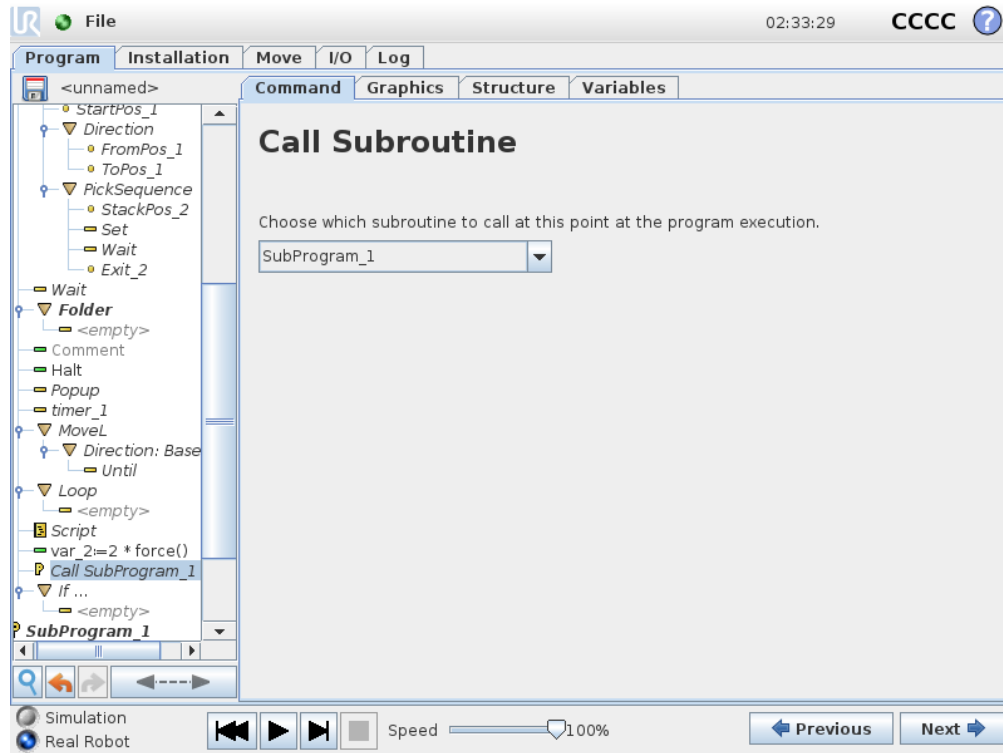 UR File 02:33:29 CCCC ?
Program Installation Move I/O Log
<unnamed>
Command Graphics Structure Variables
StartPos_1
Direction
FromPos_1
ToPos_1
PickSequence
StackPos_2
Set
Wait
Exit_2
Wait
Folder
<empty>
Comment
Halt
Popup
timer_1
MoveL
Direction: Base
Until
Loop
<empty>
Script
var_2:=2 * force()
P Call SubProgram_1
If ...
<empty>
P SubProgram_1
Call Subroutine
Choose which subroutine to call at this point at the program execution.
SubProgram_1
Simulation
Real Robot
Speed 100%
Previous Next